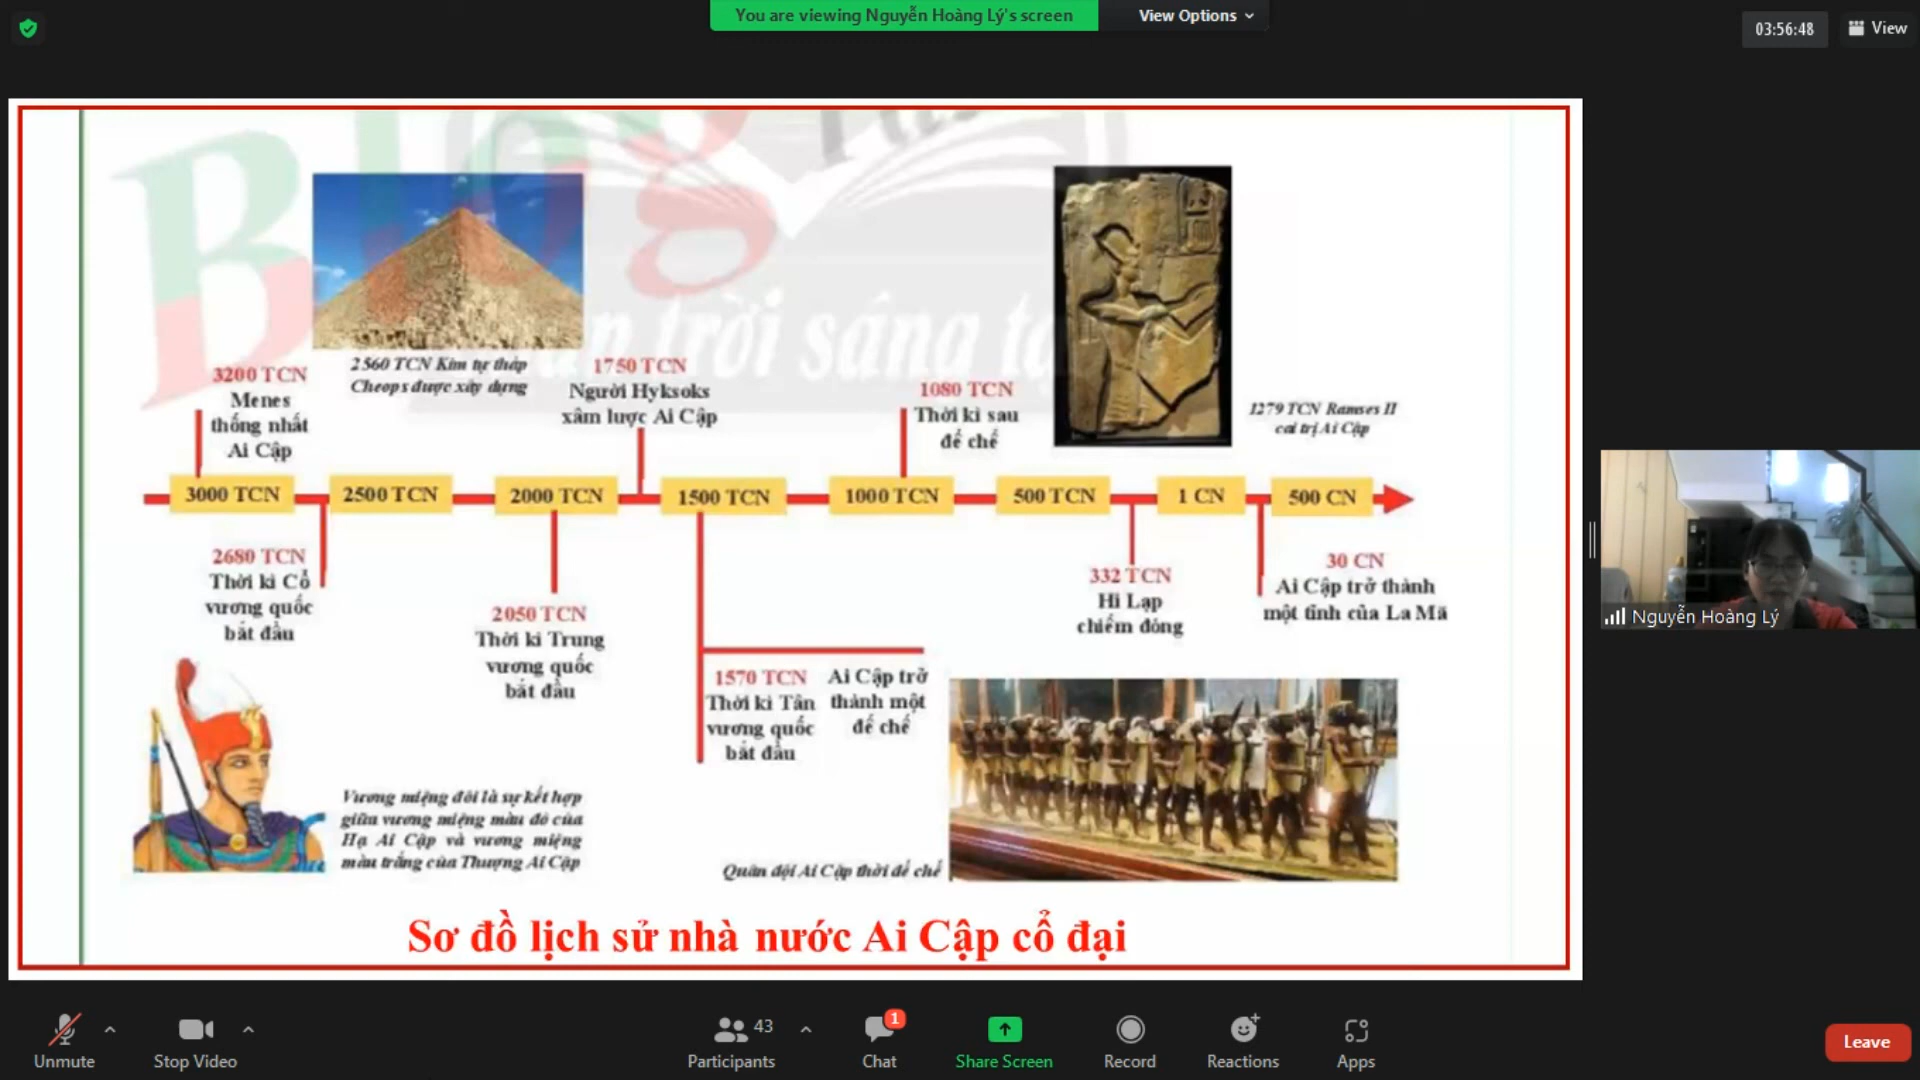 You are viewing Nguyễn Hoàng Lý's screen
View Options
03:56:48
View
Blog
trời sáng
2560 TCN Kim tự tháp
Cheops được xây dựng
3200 TCN
Menes
thống nhất
Ai Cập
1750 TCN
Người Hyksoks
xâm lược Ai Cập
1080 TCN
Thời kì sau
đế chế
1279 TCN Ramses II
cai trị Ai Cập
3000 TCN
2500 TCN
2000 TCN
1500 TCN
1000 TCN
500 TCN
1 CN
500 CN
2680 TCN
Thời kì Cổ
vương quốc
bắt đầu
2050 TCN
Thời kì Trung
vương quốc
bắt đầu
1570 TCN
Thời kì Tân
vương quốc
bắt đầu
Ai Cập trở
thành một
đế chế
332 TCN
Hi Lạp
chiếm đóng
30 CN
Ai Cập trở thành
một tỉnh của La Mã
Nguyễn Hoàng Lý
Vương miện​g đôi là sự kết hợp
giữa vương miệng màu đỏ của
Hạ Ai Cập và vương miệng
màu trắng của Thượng Ai Cập
Quân đội Ai Cập thời đế chế
Sơ đồ lịch sử nhà nước Ai Cập cổ đại
Unmute
Stop Video
Participants
43
Chat
1
Share Screen
Record
Reactions
Apps
Leave